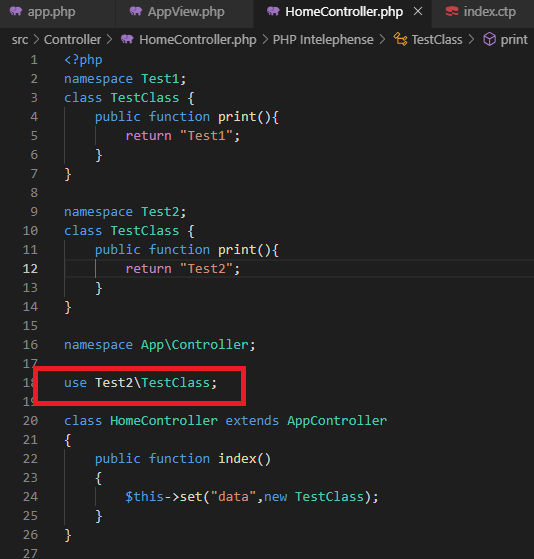 app.php AppView.php HomeController.php × index.ctp
src > Controller > HomeController.php > PHP Intelephense > TestClass > print
1 <?php
2 namespace Test1;
3 class TestClass {
4     public function print(){
5         return "Test1";
6     }
7 }
8
9 namespace Test2;
10 class TestClass {
11     public function print(){
12         return "Test2";
13     }
14 }
15
16 namespace App\Controller;
17
18 use Test2\TestClass;
19
20 class HomeController extends AppController
21 {
22     public function index()
23     {
24         $this->set("data",new TestClass);
25     }
26 }
27